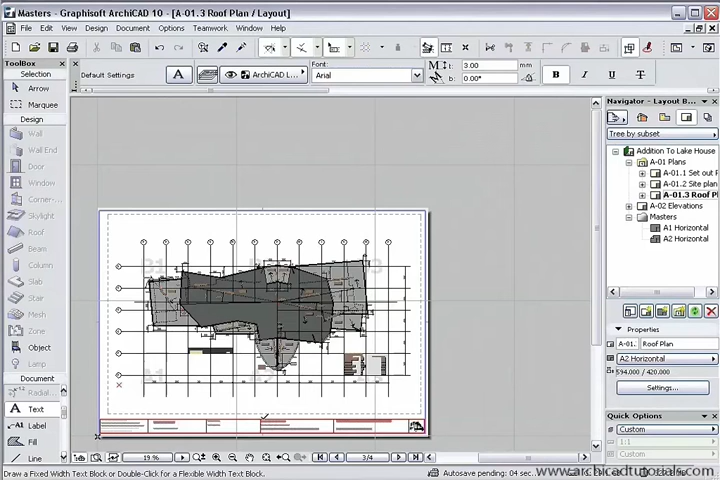 Masters - Graphisoft ArchiCAD 10 - [A-01.3 Roof Plan / Layout]
File Edit View Design Document Options Teamwork Window Help
ToolBox
Selection
Arrow
Marquee
Design
Wall
Wall End
Door
Window
Corner-...
Skylight
Roof
Beam
Column
Slab
Stair
Mesh
Zone
Object
Lamp
Document
Radial...
Text
Label
Fill
Line
Default Settings
A
ArchiCAD L...
Font:
Arial
M
t: 3.00 mm
b: 0.00°
B I U
Navigator - Layout B...
Tree by subset
Addition To Lake House
A-01 Plans
A-01.1 Set out P
A-01.2 Site plan
A-01.3 Roof Pl
A-02 Elevations
Masters
A1 Horizontal
A2 Horizontal
Properties
A-01. Roof Plan
A2 Horizontal
594.000 / 420.000
Settings...
Quick Options
Custom
1:1
19 %
3/4
Draw a Fixed Width Text Block or Double-Click for a Flexible Width Text Block.
Autosave pending: 04 sec.
www.archicadtutorials.com